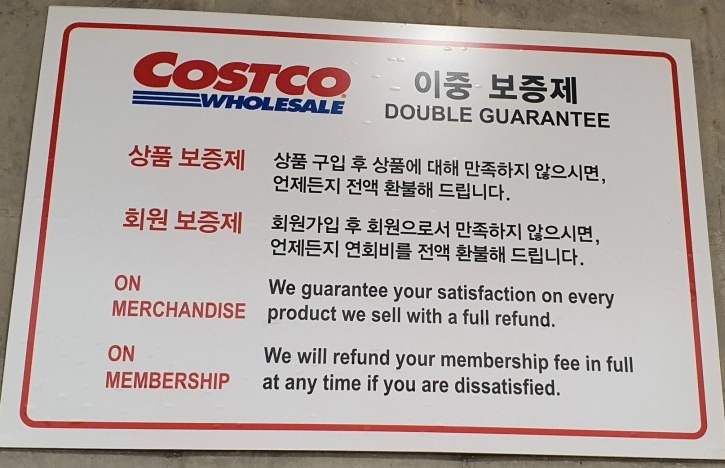 COSTCO
WHOLESALE
이중 보증제
DOUBLE GUARANTEE
상품 보증제
상품 구입 후 상품에 대해 만족하지 않으시면,
언제든지 전액 환불해 드립니다.
회원 보증제
회원가입 후 회원으로서 만족하지 않으시면,
언제든지 연회비를 전액 환불해 드립니다.
ON
MERCHANDISE
We guarantee your satisfaction on every
product we sell with a full refund.
ON
MEMBERSHIP
We will refund your membership fee in full
at any time if you are dissatisfied.